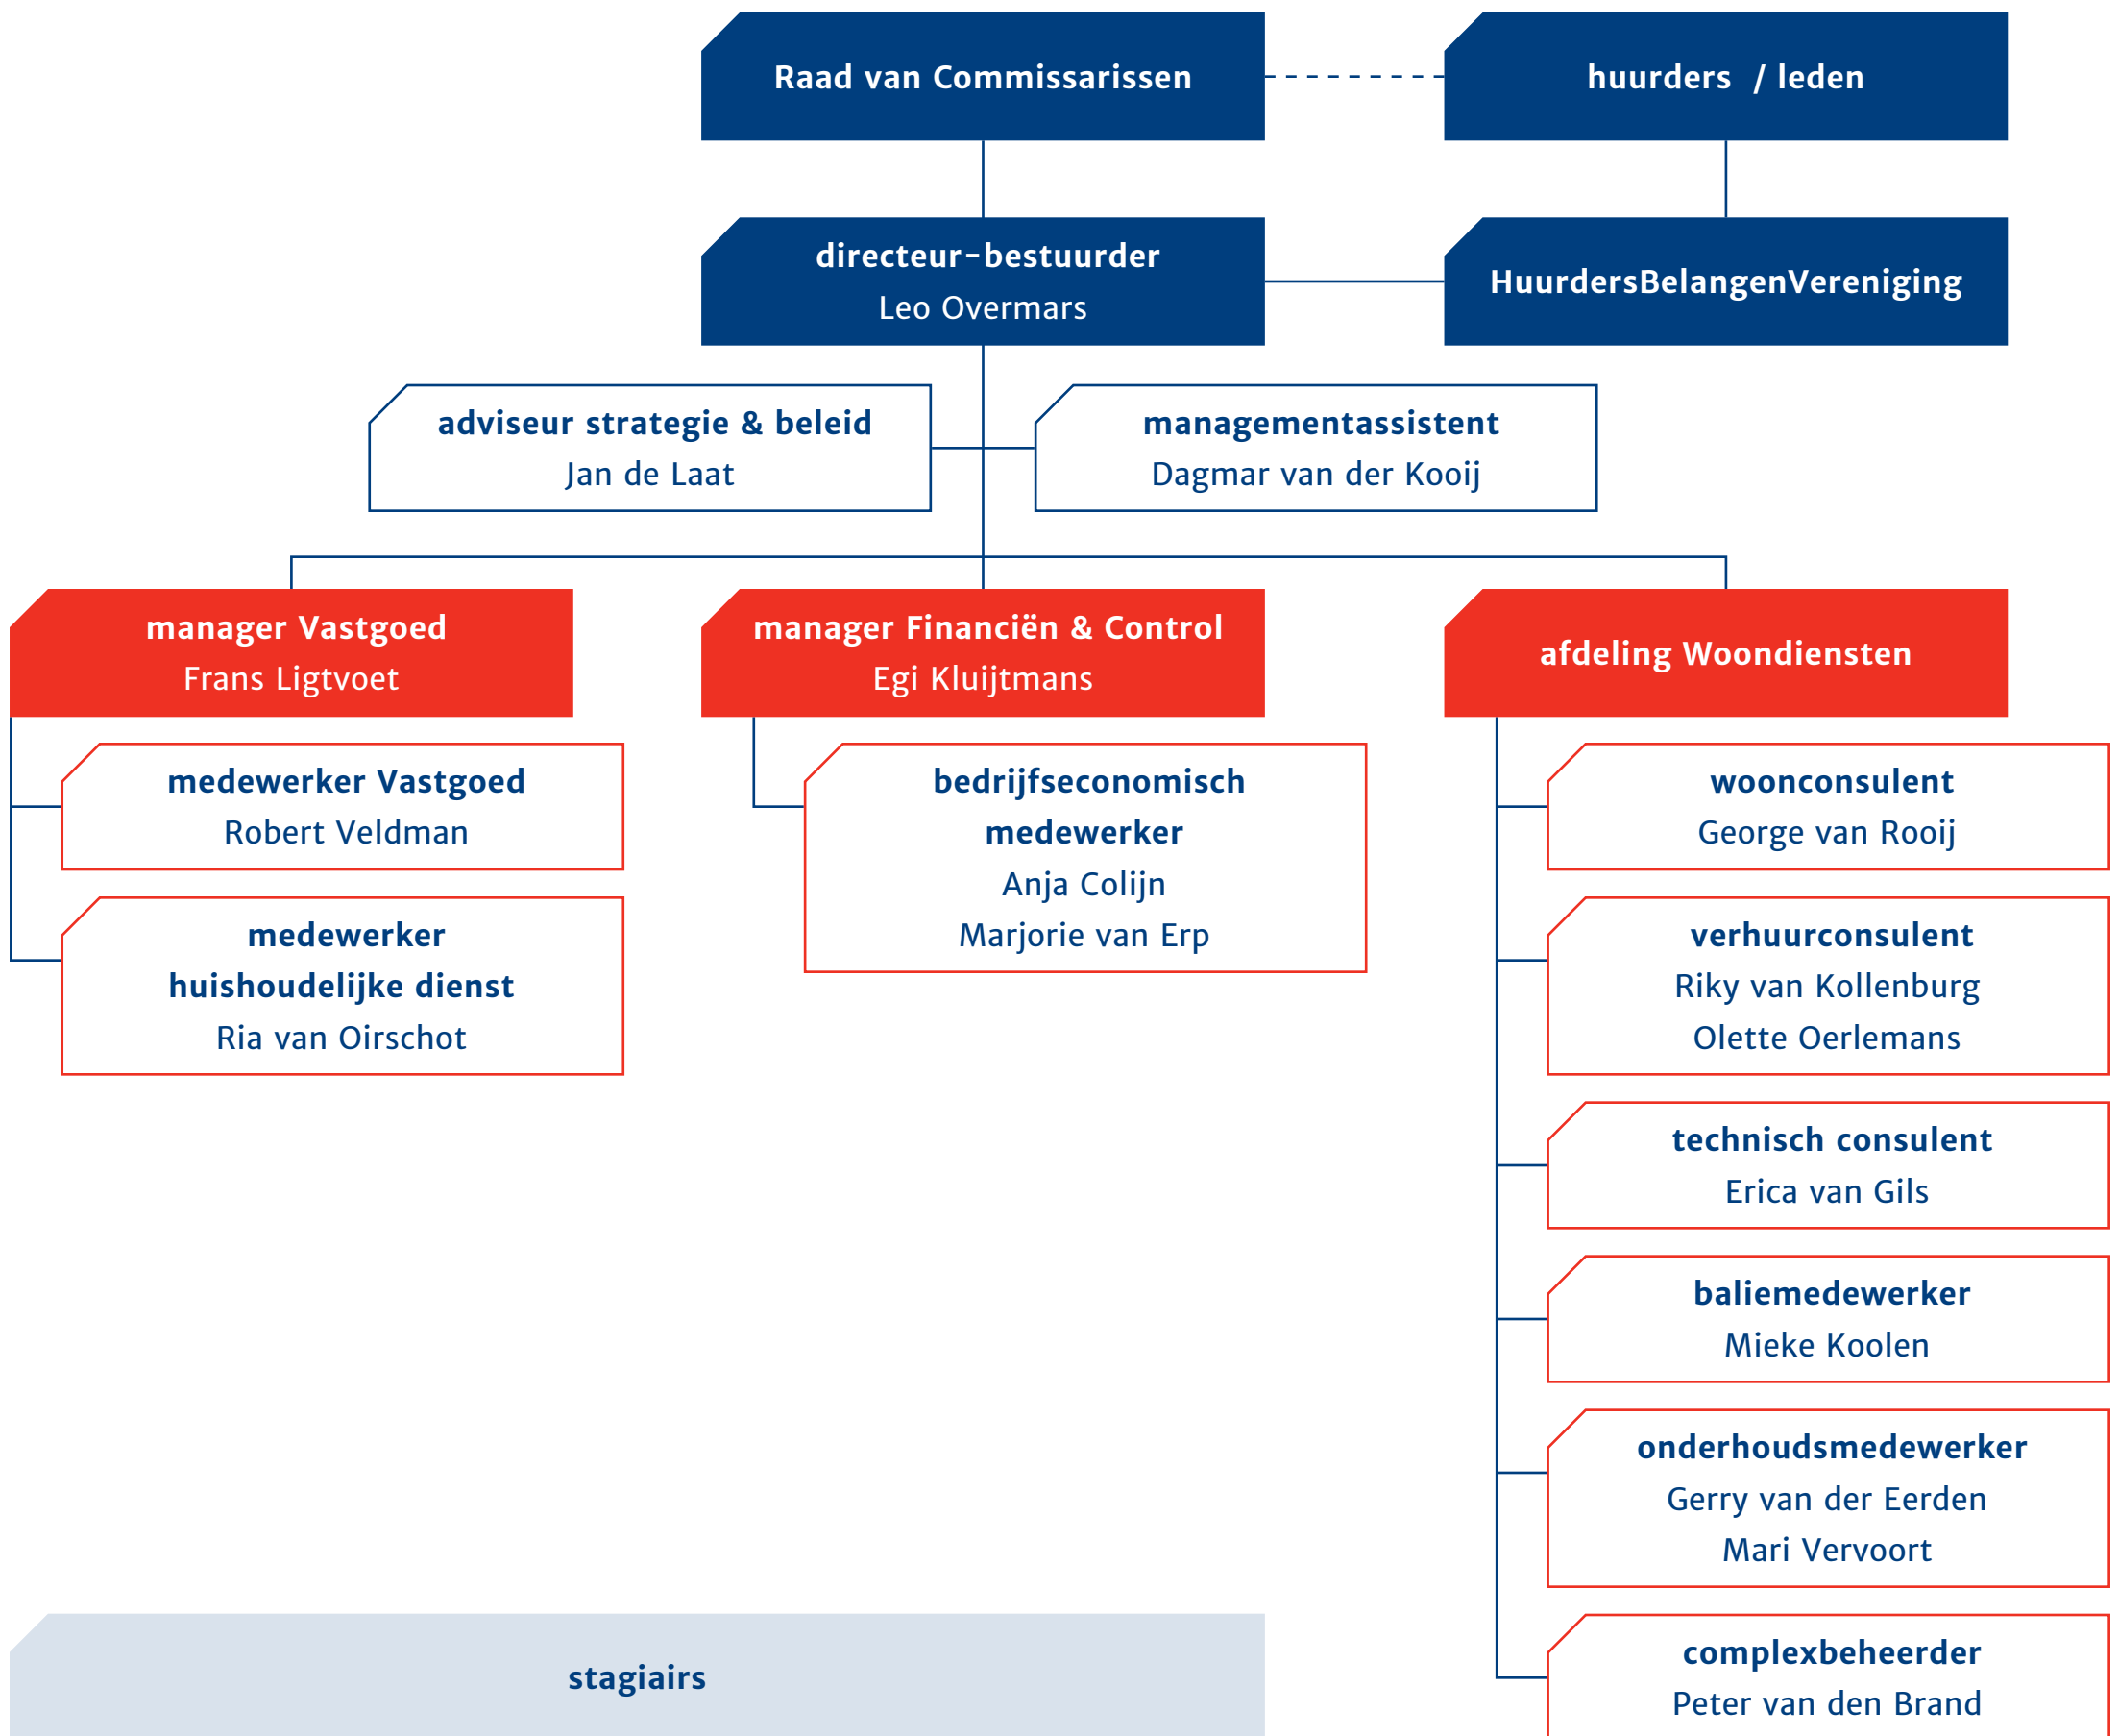 Raad van Commissarissen
huurders / leden
directeur-bestuurder
Leo Overmars
HuurdersBelangenVereniging
adviseur strategie & beleid
Jan de Laat
managementassistent
Dagmar van der Kooij
manager Vastgoed
Frans Ligtvoet
manager Financiën & Control
Egi Kluijtmans
afdeling Woondiensten
medewerker Vastgoed
Robert Veldman
medewerker
huishoudelijke dienst
Ria van Oirschot
bedrijfseconomisch
medewerker
Anja Colijn
Marjorie van Erp
woonconsulent
George van Rooij
verhuurconsulent
Riky van Kollenburg
Olette Oerlemans
technisch consulent
Erica van Gils
baliemedewerker
Mieke Koolen
onderhoudsmedewerker
Gerry van der Eerden
Mari Vervoort
complexbeheerder
Peter van den Brand
stagiairs